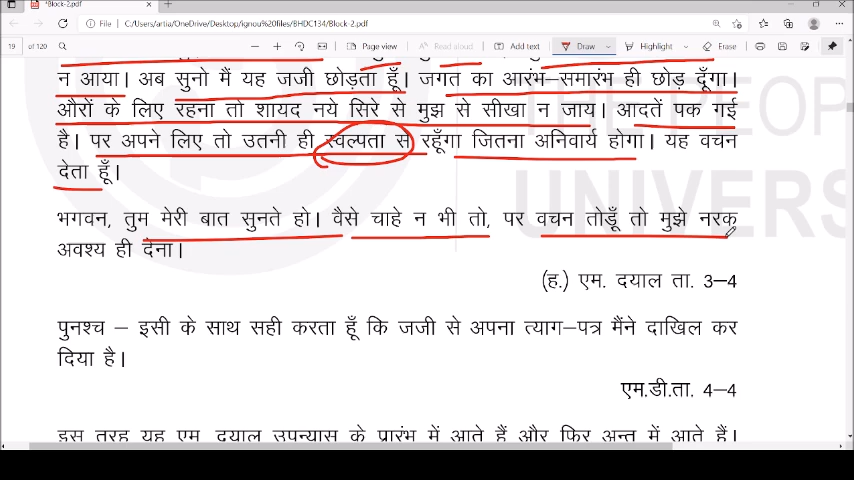 *Block-2.pdf
File
C:/Users/artia/OneDrive/Desktop/ignou%20files/BHDC134/Block-2.pdf
19 of 120
Page view
Read aloud
Add text
Draw
Highlight
Erase
न आया। अब सुनो मैं यह जजी छोड़ता हूँ। जगत का आरंभ–समारंभ ही छोड़ दूँगा।
औरों के लिए रहना तो शायद नये सिरे से मुझ से सीखा न जाय। आदतें पक गई
है। पर अपने लिए तो उतनी ही स्वल्पता से रहूँगा जितना अनिवार्य होगा। यह वचन
देता हूँ।
भगवन, तुम मेरी बात सुनते हो। वैसे चाहे न भी तो, पर वचन तोड़ूँ तो मुझे नरक
अवश्य ही देना।
(ह.) एम. दयाल ता. 3–4
पुनश्च – इसी के साथ सही करता हूँ कि जजी से अपना त्याग–पत्र मैंने दाखिल कर
दिया है।
एम.डी.ता. 4–4
इस तरह यह एम. दयाल उपन्यास के प्रारंभ में आते हैं और फिर अन्त में आते हैं।
THE PEOP
UNIVERS